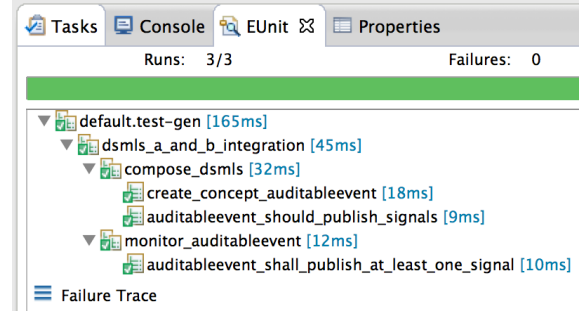 Tasks Console EUnit Properties
Runs: 3/3 Failures: 0
default.test-gen [165ms]
dsmls_a_and_b_integration [45ms]
compose_dsmls [32ms]
create_concept_auditableevent [18ms]
auditableevent_should_publish_signals [9ms]
monitor_auditableevent [12ms]
auditableevent_shall_publish_at_least_one_signal [10ms]
Failure Trace